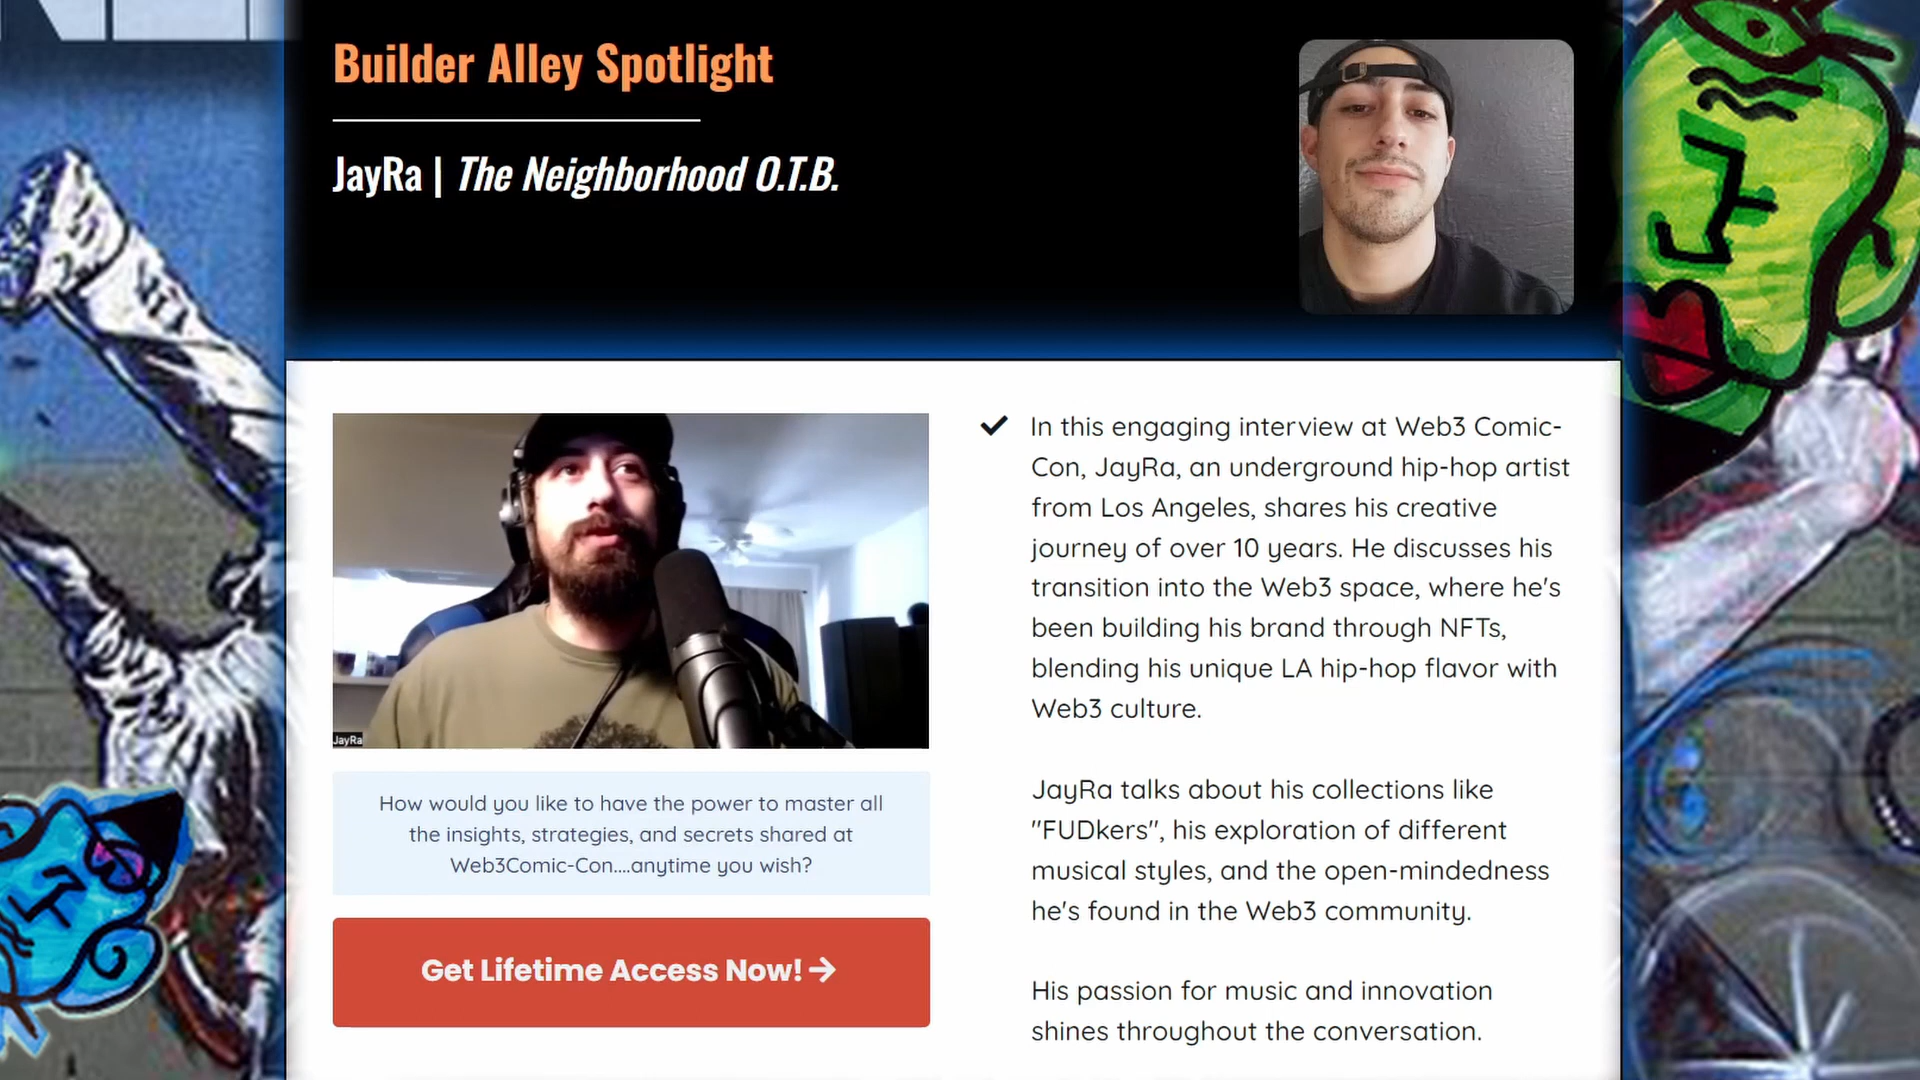 Builder Alley Spotlight
JayRa | The Neighborhood O.T.B.
JayRa
How would you like to have the power to master all
the insights, strategies, and secrets shared at
Web3Comic-Con....anytime you wish?
Get Lifetime Access Now!
In this engaging interview at Web3 Comic-
Con, JayRa, an underground hip-hop artist
from Los Angeles, shares his creative
journey of over 10 years. He discusses his
transition into the Web3 space, where he's
been building his brand through NFTs,
blending his unique LA hip-hop flavor with
Web3 culture.
JayRa talks about his collections like
"FUDkers", his exploration of different
musical styles, and the open-mindedness
he's found in the Web3 community.
His passion for music and innovation
shines throughout the conversation.